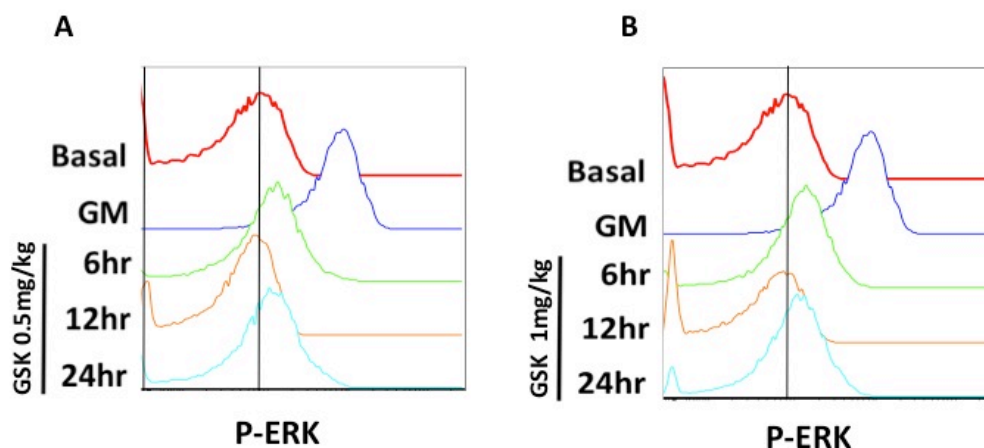 A
Basal
GM
6hr
12hr
24hr
GSK 0.5mg/kg
P-ERK
B
Basal
GM
6hr
12hr
24hr
GSK 1mg/kg
P-ERK